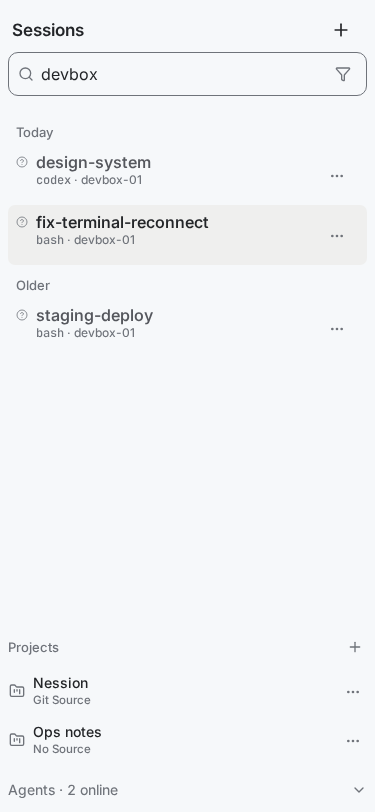 Sessions
devbox
Today
design-system
codex · devbox-01
fix-terminal-reconnect
bash · devbox-01
Older
staging-deploy
bash · devbox-01
Projects
Nession
Git Source
Ops notes
No Source
Agents · 2 online